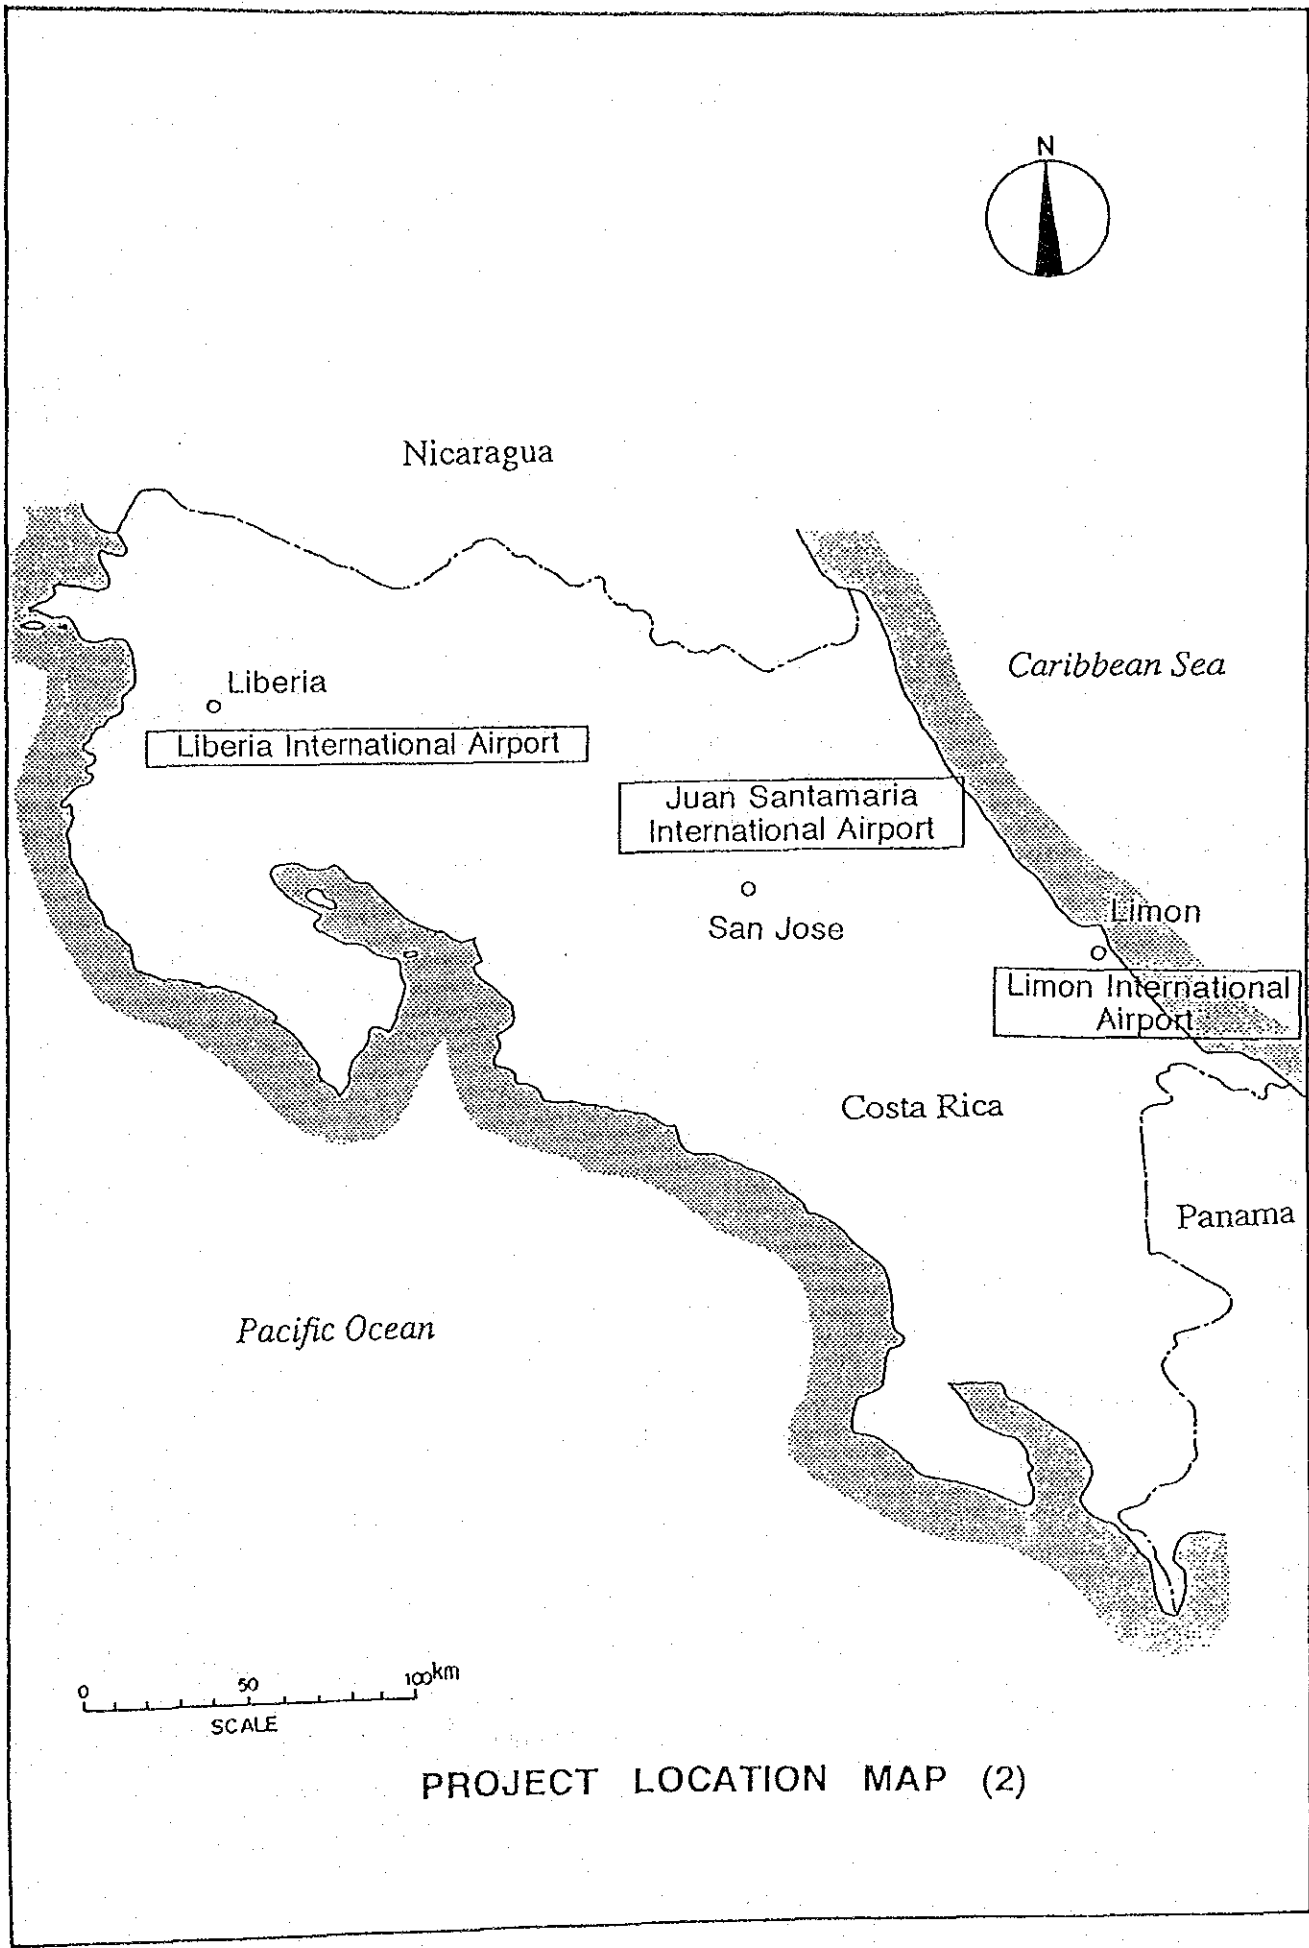 N
Nicaragua
Caribbean Sea
Liberia
Liberia International Airport
Juan Santamaria
International Airport
San Jose
Limon
Limon International
Airport
Costa Rica
Panama
Pacific Ocean
0 50 100km
SCALE
PROJECT LOCATION MAP (2)